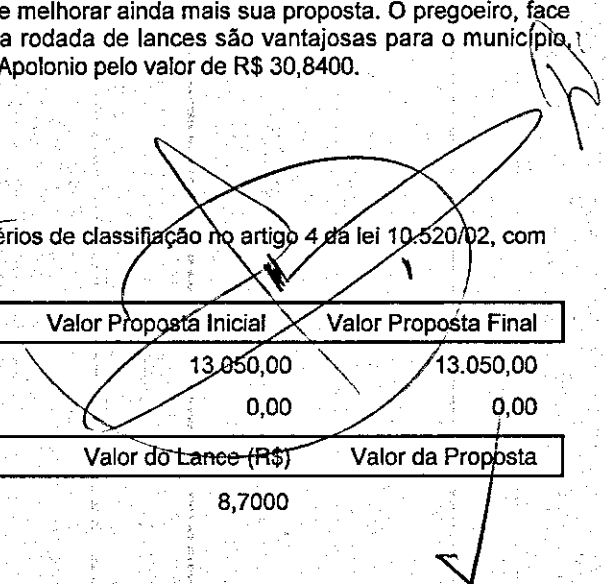 e melhorar ainda mais sua proposta. O pregoeiro, face
a rodada de lances são vantajosas para o município,
Apolonio pelo valor de R$ 30,8400.
érios de classifiação no artigo 4 da lei 10.520/02, com
Valor Proposta Inicial Valor Proposta Final
13.050,00 13.050,00
0,00 0,00
Valor do Lance (R$) Valor da Proposta
8,7000